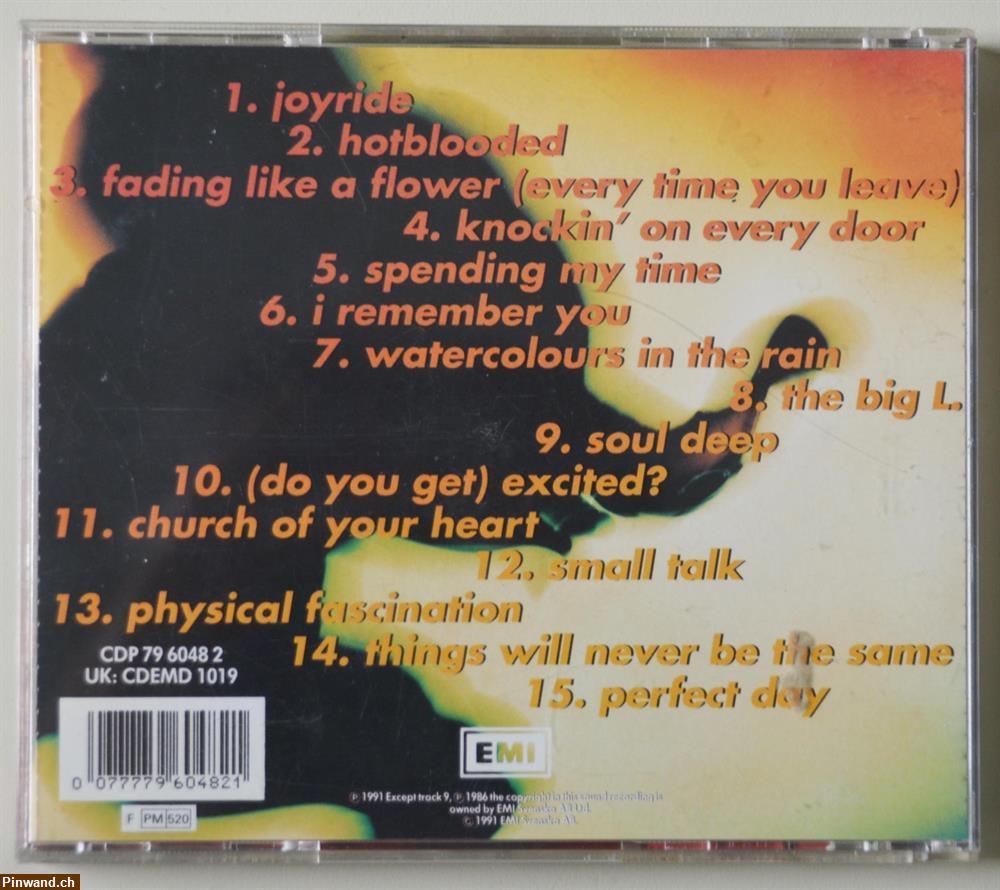 1. joyride
2. hotblooded
3. fading like a flower (every time you leave)
4. knockin' on every door
5. spending my time
6. i remember you
7. watercolours in the rain
8. the big L.
9. soul deep
10. (do you get) excited?
11. church of your heart
12. small talk
13. physical fascination
14. things will never be the same
15. perfect day
CDP 79 6048 2
UK: CDEMD 1019
0 077779 604821
F PM 520
EMI
℗ 1991 Except track 9, ℗ 1986 the copyright in this sound recording is
owned by EMI Svenska AB Ltd.
© 1991 EMI Svenska AB.
Pinwand.ch